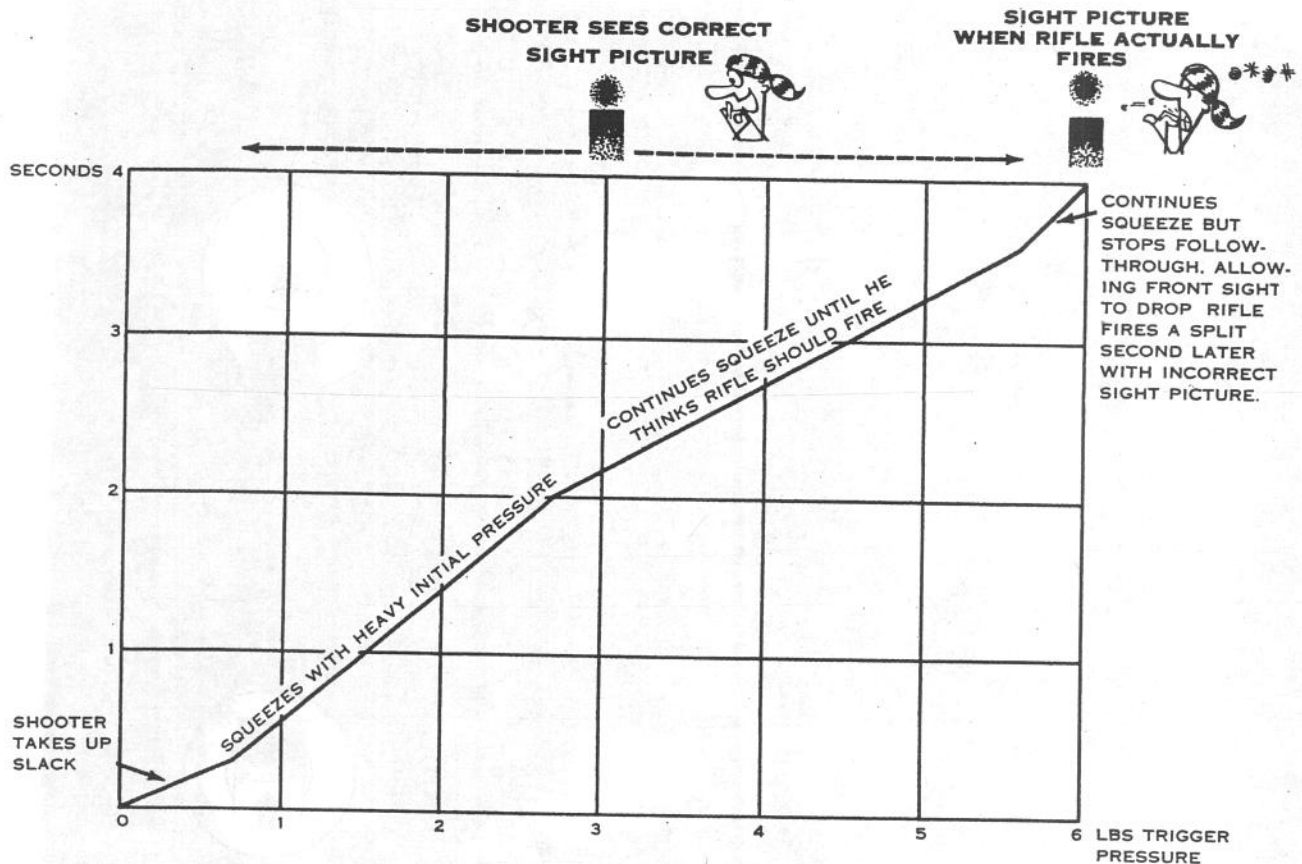 SHOOTER SEES CORRECT
SIGHT PICTURE
SIGHT PICTURE
WHEN RIFLE ACTUALLY
FIRES
SECONDS 4
3
2
1
CONTINUES
SQUEEZE BUT
STOPS FOLLOW-
THROUGH, ALLOW-
ING FRONT SIGHT
TO DROP RIFLE
FIRES A SPLIT
SECOND LATER
WITH INCORRECT
SIGHT PICTURE.
CONTINUES SQUEEZE UNTIL HE
THINKS RIFLE SHOULD FIRE
SQUEEZES WITH HEAVY INITIAL PRESSURE
SHOOTER
TAKES UP
SLACK
0 1 2 3 4 5 6 LBS TRIGGER
PRESSURE